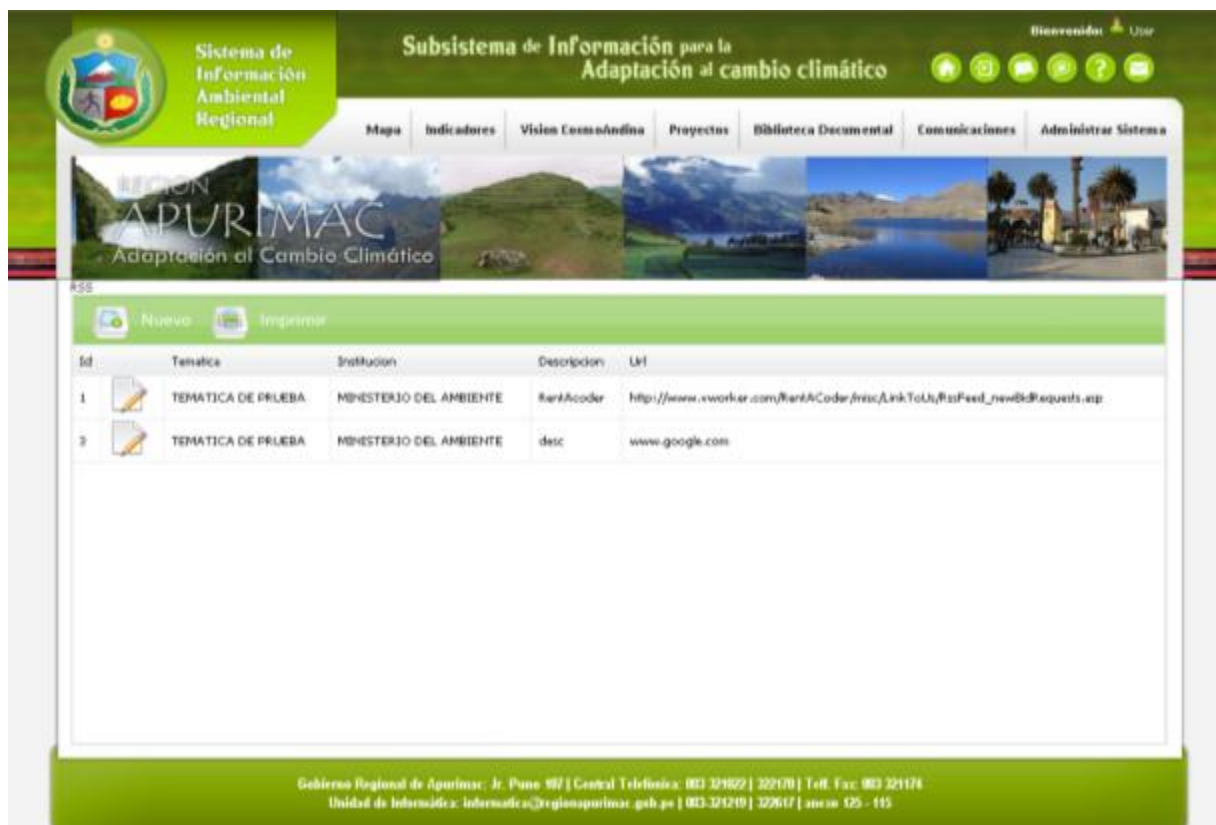 Sistema de
Información
Ambiental
Regional
Subsistema de Información para la
Adaptación al cambio climático
Bienvenido: User
Mapa Indicadores Vision CosmoAndina Proyectos Biblioteca Documental Comunicaciones Administrar Sistema
REGION
APURIMAC
Adaptación al Cambio Climático
RSS
Nuevo Imprimir
Id Tematica Institucion Descripcion Url
1 TEMATICA DE PRUEBA MINISTERIO DEL AMBIENTE RentAcoder http://www.vworker.com/RentACoder/misc/LinkToUs/RssFeed_newBidRequests.asp
3 TEMATICA DE PRUEBA MINISTERIO DEL AMBIENTE desc www.google.com
Gobierno Regional de Apurimac: Jr. Puno 107 | Central Telefónica: 083 321022 | 322170 | Telf. Fax: 083 321174
Unidad de Informática: informatica@regionapurimac.gob.pe | 083-321219 | 322617 | anexo 125 - 115